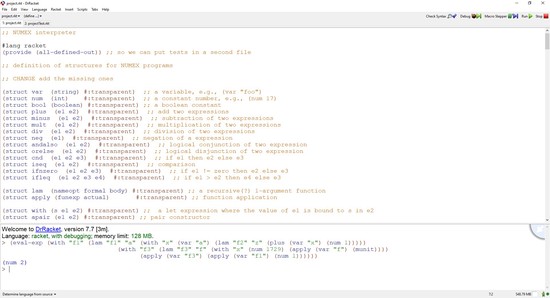 project.rkt - DrRacket
File Edit View Language Racket Insert Scripts Tabs Help
project.rkt▼ (define ...)▼
Check Syntax Debug Macro Stepper Run Stop
1: project.rkt 2: projectTest.rkt
;; NUMEX interpreter
#lang racket
(provide (all-defined-out)) ;; so we can put tests in a second file
;; definition of structures for NUMEX programs
;; CHANGE add the missing ones
(struct var (string) #:transparent) ;; a variable, e.g., (var "foo")
(struct num (int) #:transparent) ;; a constant number, e.g., (num 17)
(struct bool (boolean) #:transparent) ;; a boolean constant
(struct plus (e1 e2) #:transparent) ;; add two expressions
(struct minus (e1 e2) #:transparent) ;; subtraction of two expressions
(struct mult (e1 e2) #:transparent) ;; multiplication of two expressions
(struct div (e1 e2) #:transparent) ;; division of two expressions
(struct neg (e1) #:transparent) ;; negation of a expression
(struct andalso (e1 e2) #:transparent) ;; logical conjunction of two expression
(struct orelse (e1 e2) #:transparent) ;; logical disjunction of two expression
(struct cnd (e1 e2 e3) #:transparent) ;; if e1 then e2 else e3
(struct iseq (e1 e2) #:transparent) ;; comparison
(struct ifnzero (e1 e2 e3) #:transparent) ;; if e1 != zero then e2 else e3
(struct ifleq (e1 e2 e3 e4) #:transparent) ;; if e1 > e2 then e4 else e3
(struct lam (nameopt formal body) #:transparent) ;; a recursive(?) 1-argument function
(struct apply (funexp actual) #:transparent) ;; function application
(struct with (s e1 e2) #:transparent) ;; a let expression where the value of e1 is bound to s in e2
(struct apair (e1 e2) #:transparent) ;; pair constructor
Welcome to DrRacket, version 7.7 [3m].
Language: racket, with debugging; memory limit: 128 MB.
> (eval-exp (with "f1" (lam "f1" "a" (with "x" (var "a") (lam "f2" "z" (plus (var "x") (num 1)))))
(with "f3" (lam "f3" "f" (with "x" (num 1729) (apply (var "f") (munit))))
(apply (var "f3") (apply (var "f1") (num 1))))))
(num 2)
>
Determine language from source▼
7:2